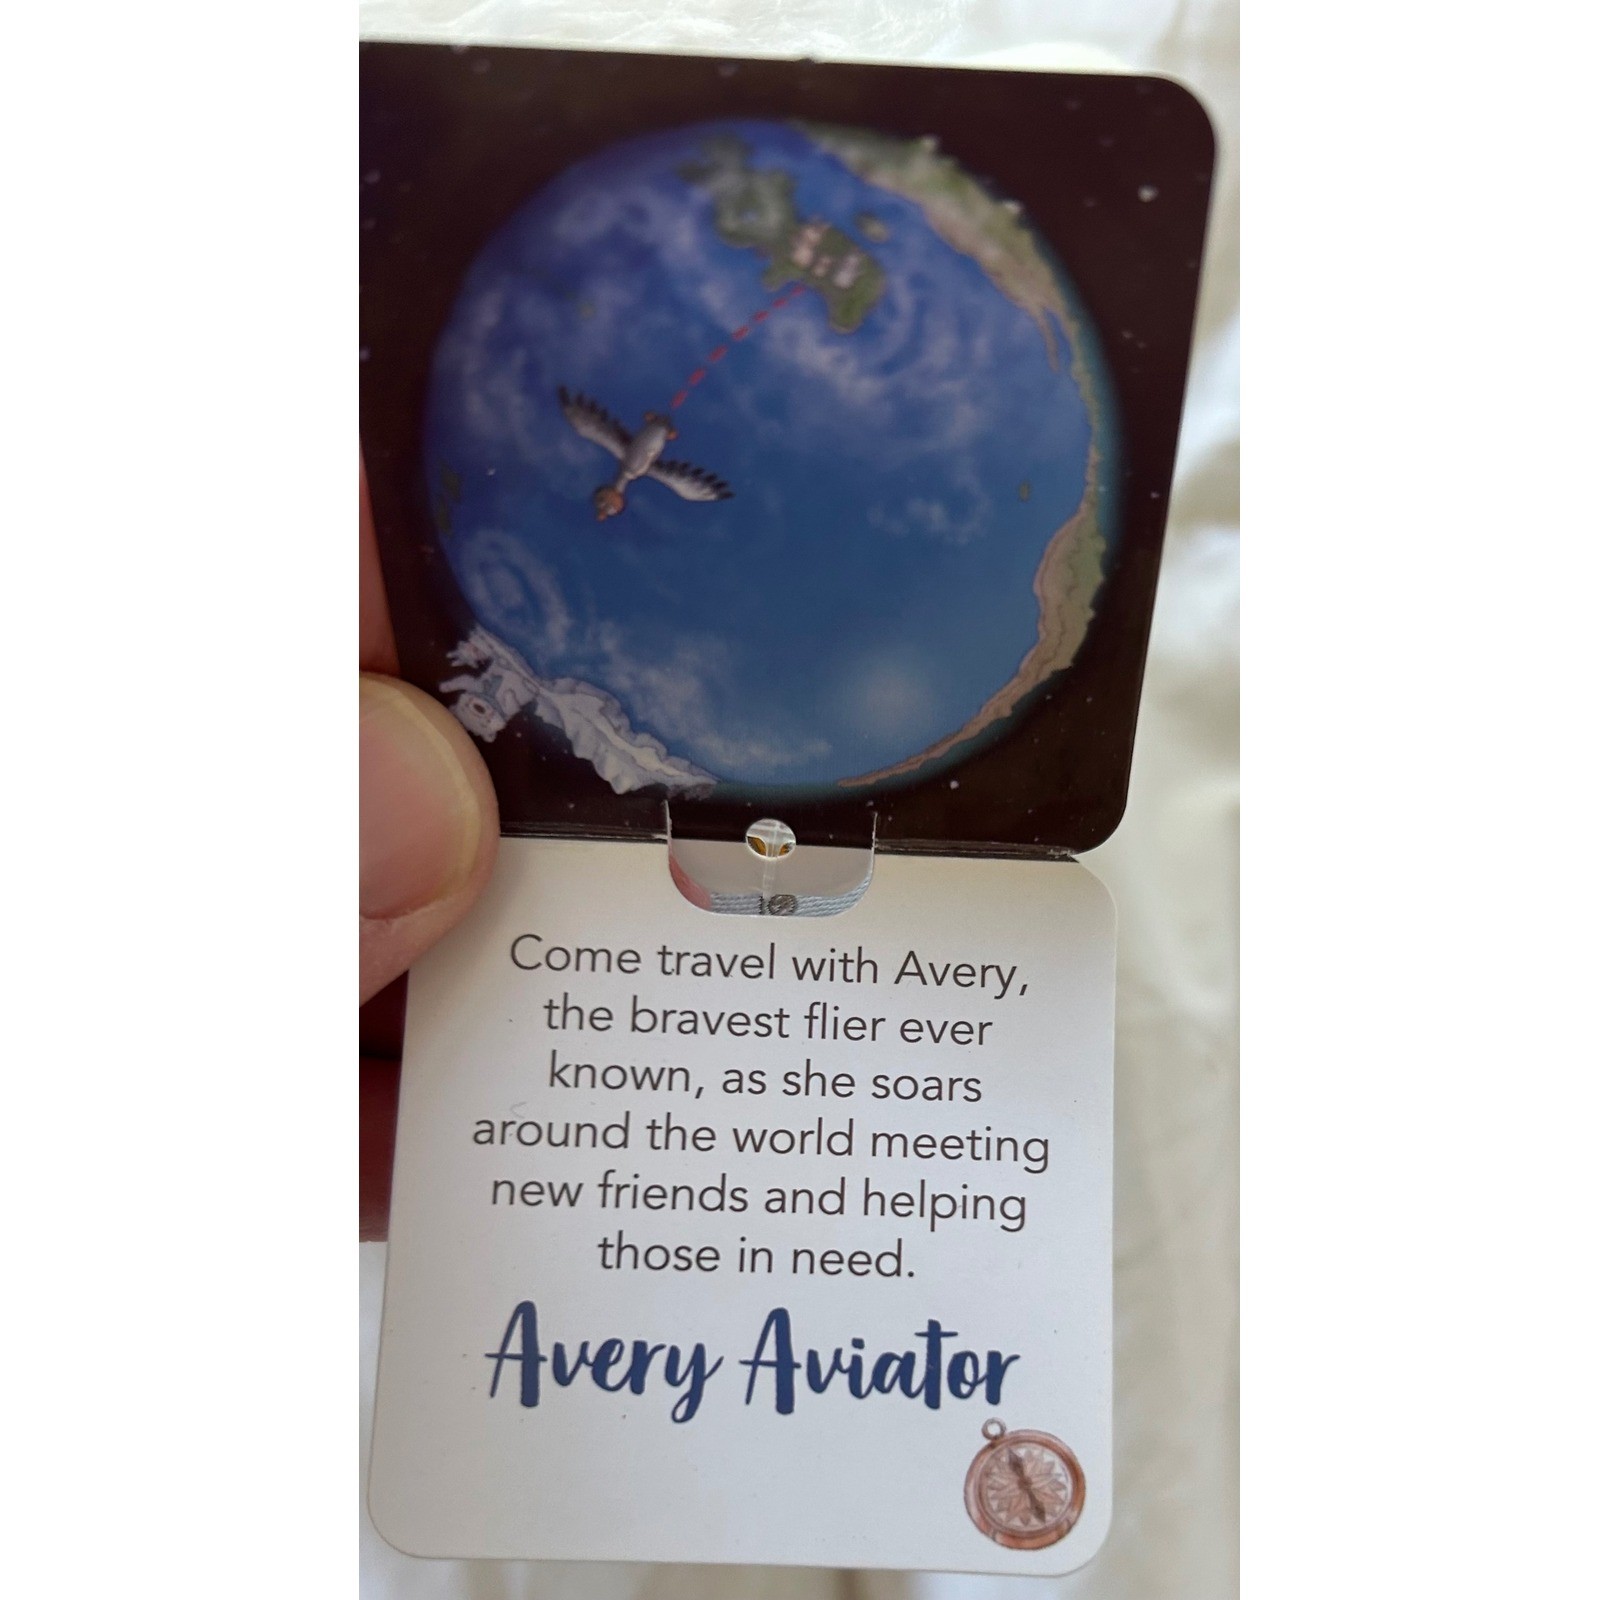 Come travel with Avery,
the bravest flier ever
known, as she soars
around the world meeting
new friends and helping
those in need.
Avery Aviator